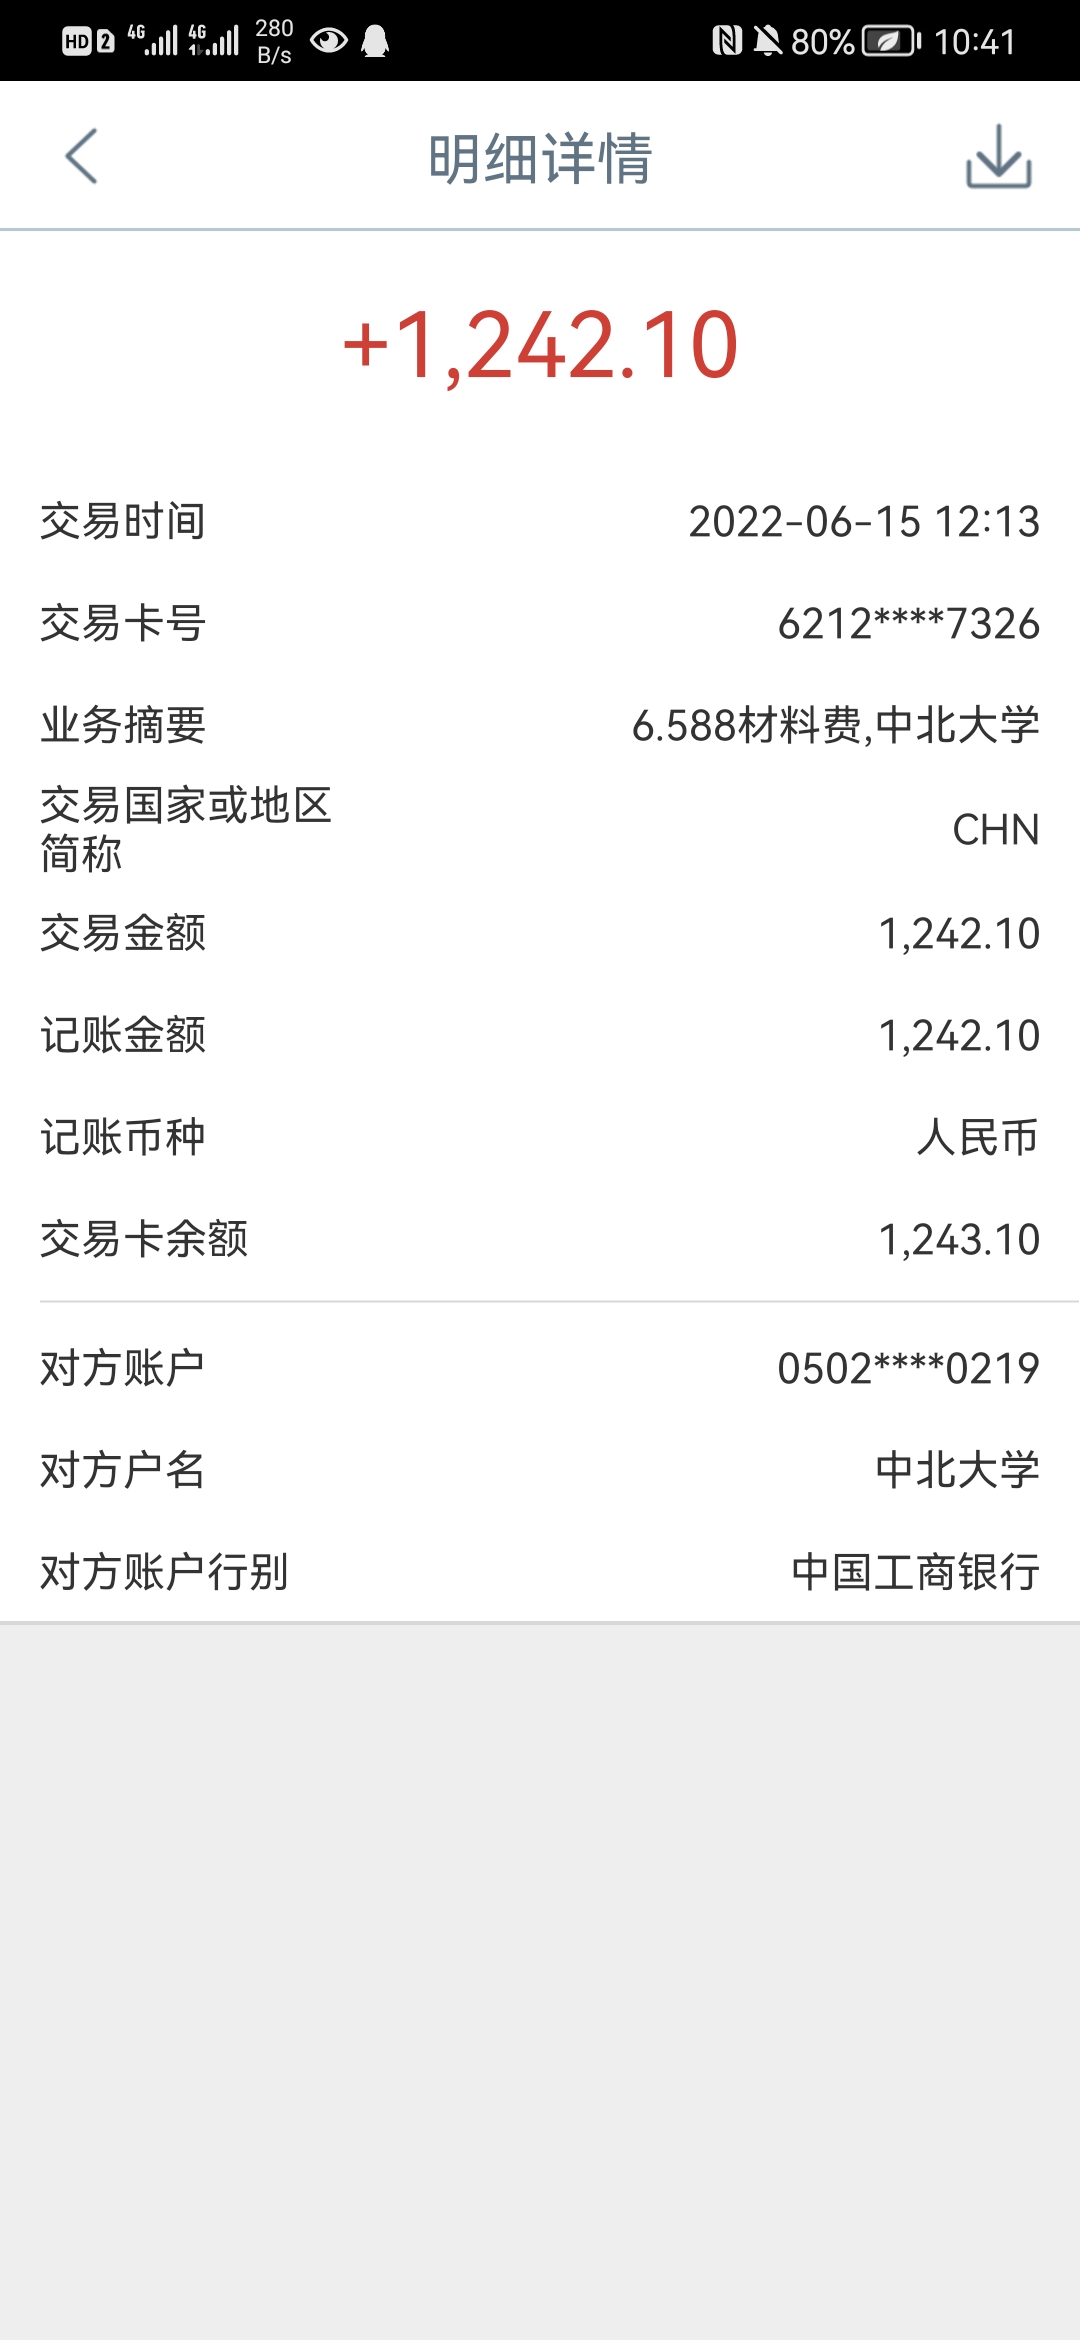 HD 2 4G 4G 280 B/s 80% 10:41
明细详情
+1,242.10
交易时间 2022-06-15 12:13
交易卡号 6212****7326
业务摘要 6.588材料费,中北大学
交易国家或地区
简称 CHN
交易金额 1,242.10
记账金额 1,242.10
记账币种 人民币
交易卡余额 1,243.10
对方账户 0502****0219
对方户名 中北大学
对方账户行别 中国工商银行